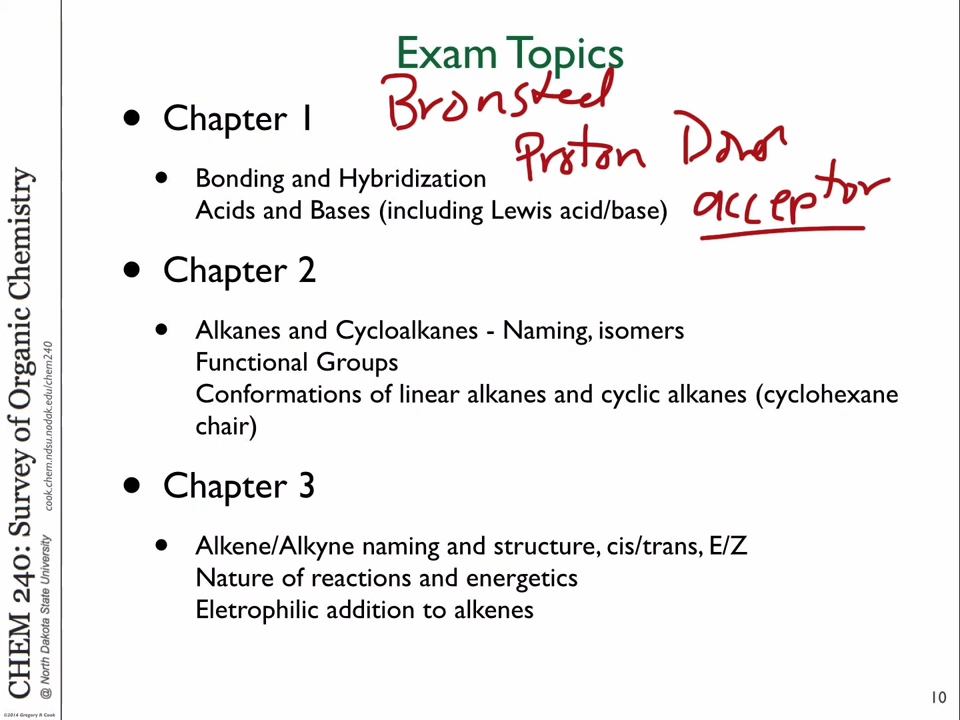 Exam Topics
• Chapter 1
Bronsted
Proton Donor
acceptor
• Bonding and Hybridization
Acids and Bases (including Lewis acid/base)
• Chapter 2
• Alkanes and Cycloalkanes - Naming, isomers
Functional Groups
Conformations of linear alkanes and cyclic alkanes (cyclohexane
chair)
• Chapter 3
• Alkene/Alkyne naming and structure, cis/trans, E/Z
Nature of reactions and energetics
Eletrophilic addition to alkenes
CHEM 240: Survey of Organic Chemistry
@ North Dakota State University
cook.chem.ndsu.nodak.edu/chem240
©2014 Gregory R Cook
10